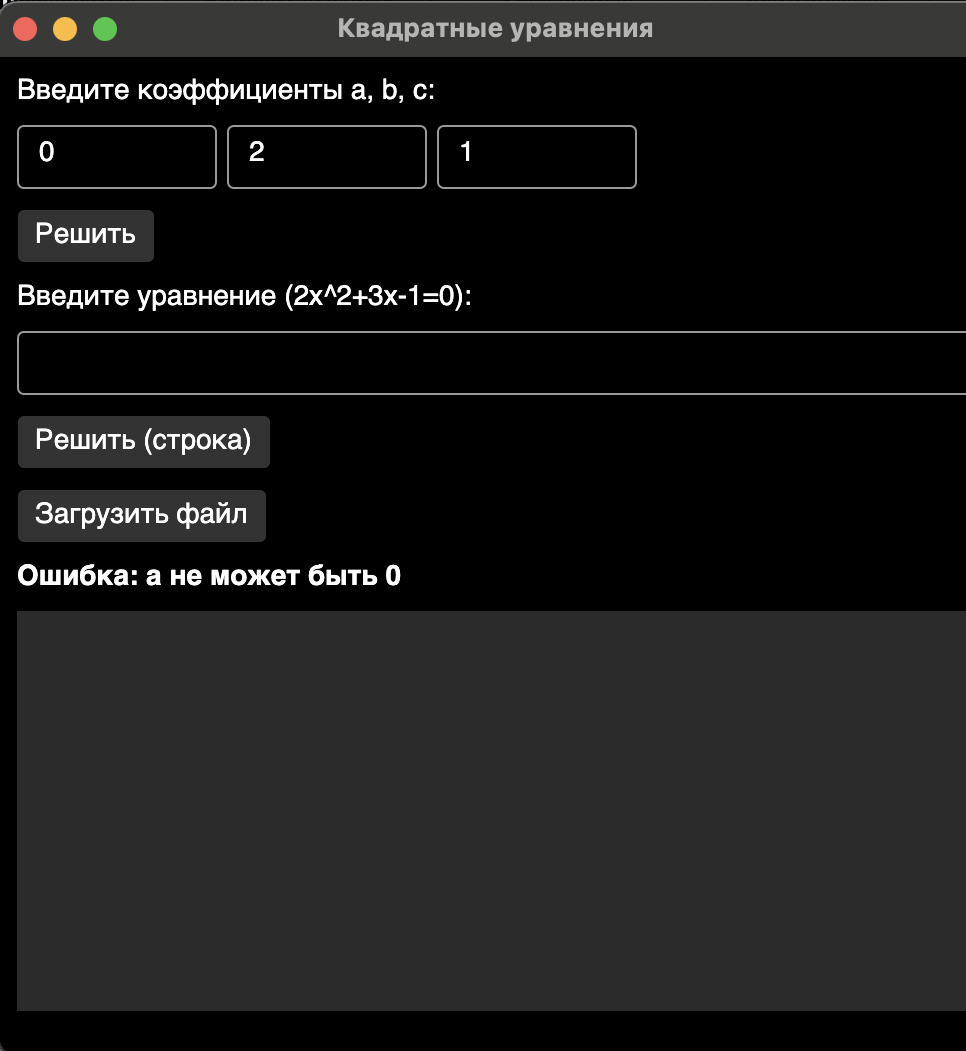 Квадратные уравнения
Введите коэффициенты a, b, c:
0 2 1
Решить
Введите уравнение (2x^2+3x-1=0):
Решить (строка)
Загрузить файл
Ошибка: a не может быть 0